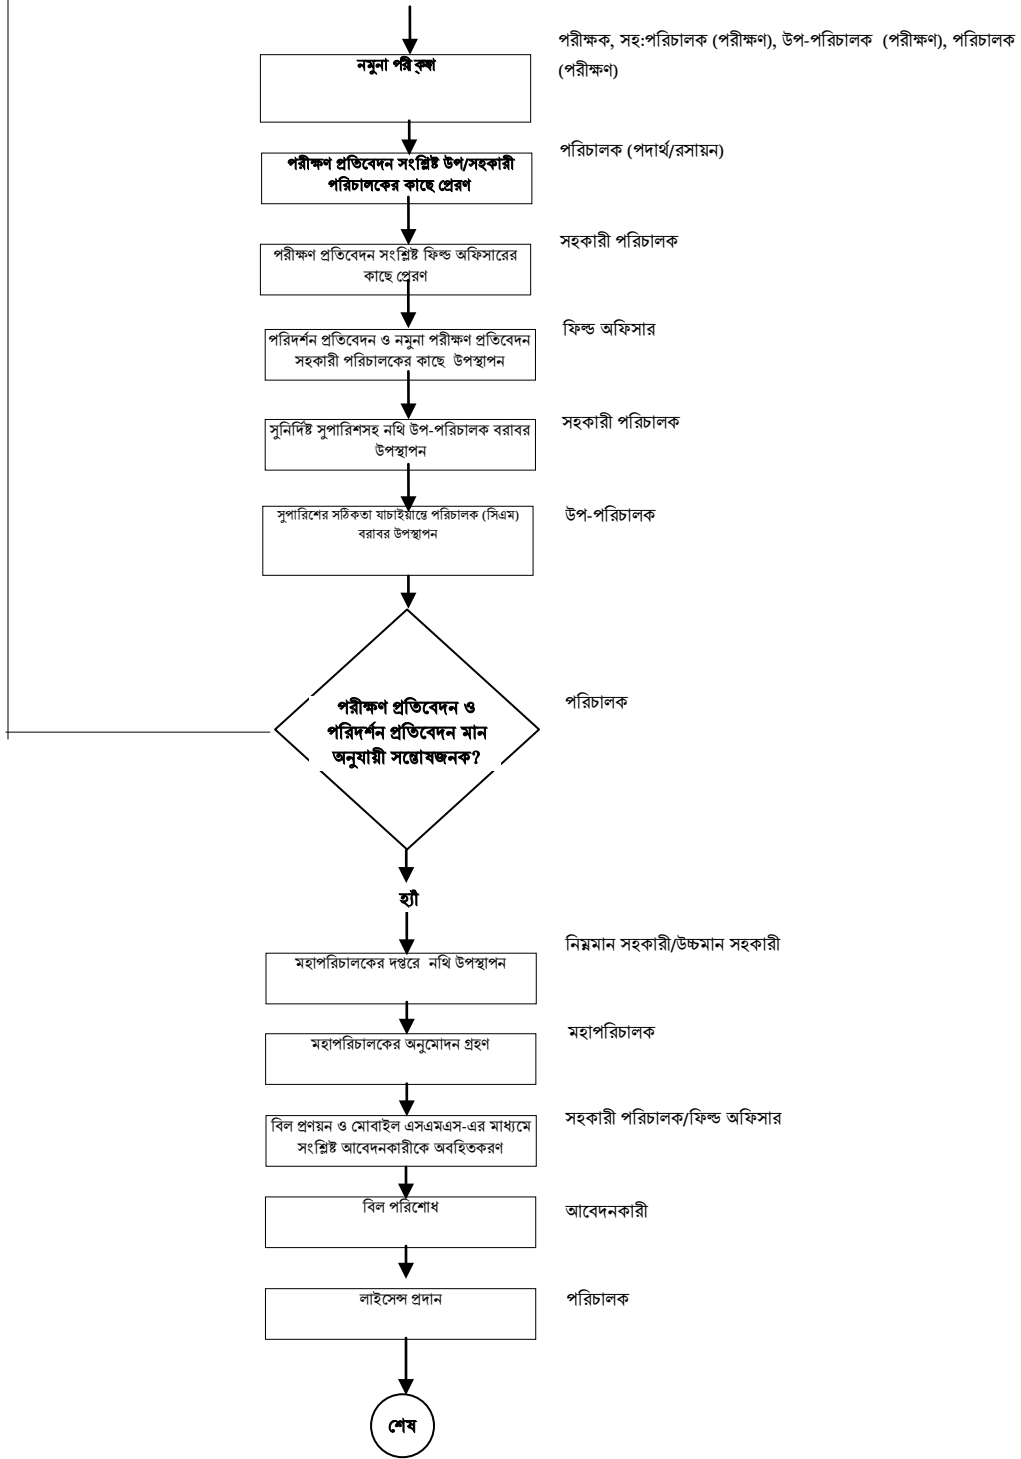 পরীক্ষক, সহ:পরিচালক (পরীক্ষণ), উপ-পরিচালক (পরীক্ষণ), পরিচালক
(পরীক্ষণ)
নমুনা পরীক্ষণ
পরিচালক (পদার্থ/রসায়ন)
পরীক্ষণ প্রতিবেদন সংশ্লিষ্ট উপ/সহকারী
পরিচালকের কাছে প্রেরণ
সহকারী পরিচালক
পরীক্ষণ প্রতিবেদন সংশ্লিষ্ট ফিল্ড অফিসারের
কাছে প্রেরণ
ফিল্ড অফিসার
পরিদর্শন প্রতিবেদন ও নমুনা পরীক্ষণ প্রতিবেদন
সহকারী পরিচালকের কাছে উপস্থাপন
সহকারী পরিচালক
সুনির্দিষ্ট সুপারিশসহ নথি উপ-পরিচালক বরাবর
উপস্থাপন
উপ-পরিচালক
সুপারিশের সঠিকতা যাচাইয়ান্তে পরিচালক (সিএম)
বরাবর উপস্থাপন
পরিচালক
পরীক্ষণ প্রতিবেদন ও
পরিদর্শন প্রতিবেদন মান
অনুযায়ী সন্তোষজনক?
হ্যাঁ
নিম্নমান সহকারী/উচ্চমান সহকারী
মহাপরিচালকের দপ্তরে নথি উপস্থাপন
মহাপরিচালক
মহাপরিচালকের অনুমোদন গ্রহণ
সহকারী পরিচালক/ফিল্ড অফিসার
বিল প্রণয়ন ও মোবাইল এসএমএস-এর মাধ্যমে
সংশ্লিষ্ট আবেদনকারীকে অবহিতকরণ
বিল পরিশোধ
আবেদনকারী
লাইসেন্স প্রদান
পরিচালক
শেষ